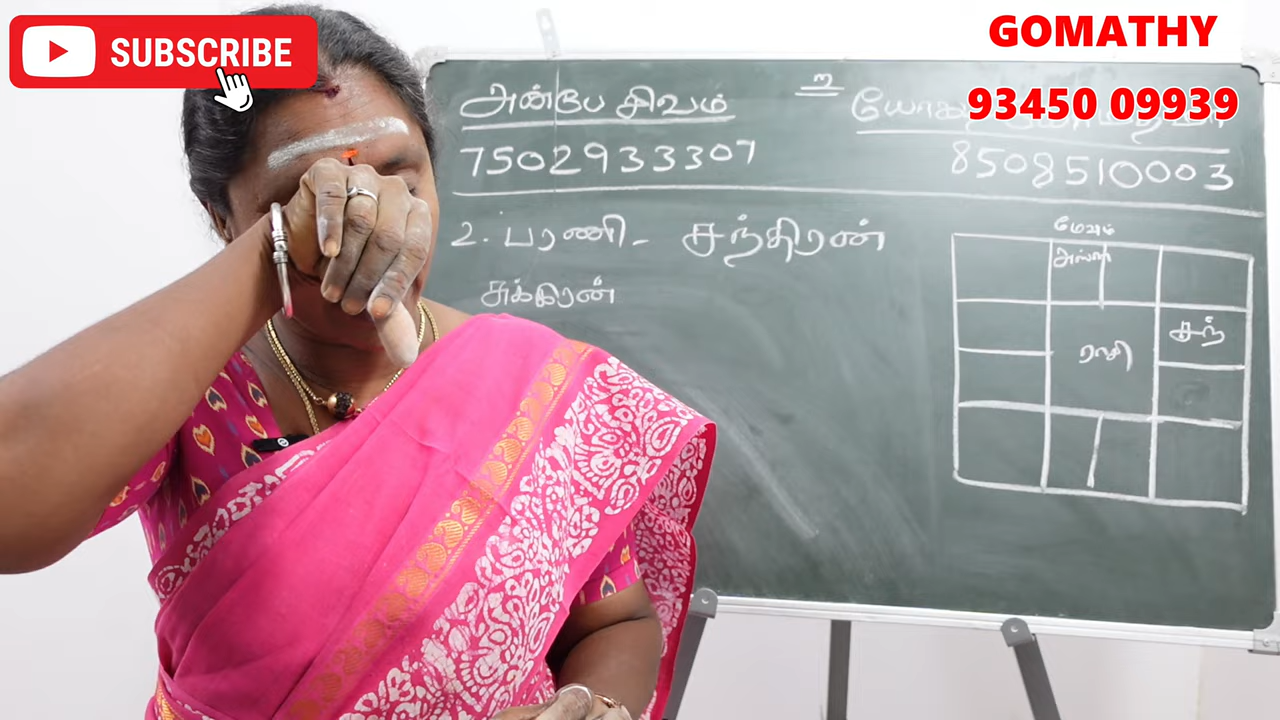 SUBSCRIBE
GOMATHY
93450 09939
அன்பே சிவம்
உ
7502933307
8508510003
2. பரணி - சந்திரன்
சுக்கிரன்
மேஷம்
சந்
ராசி